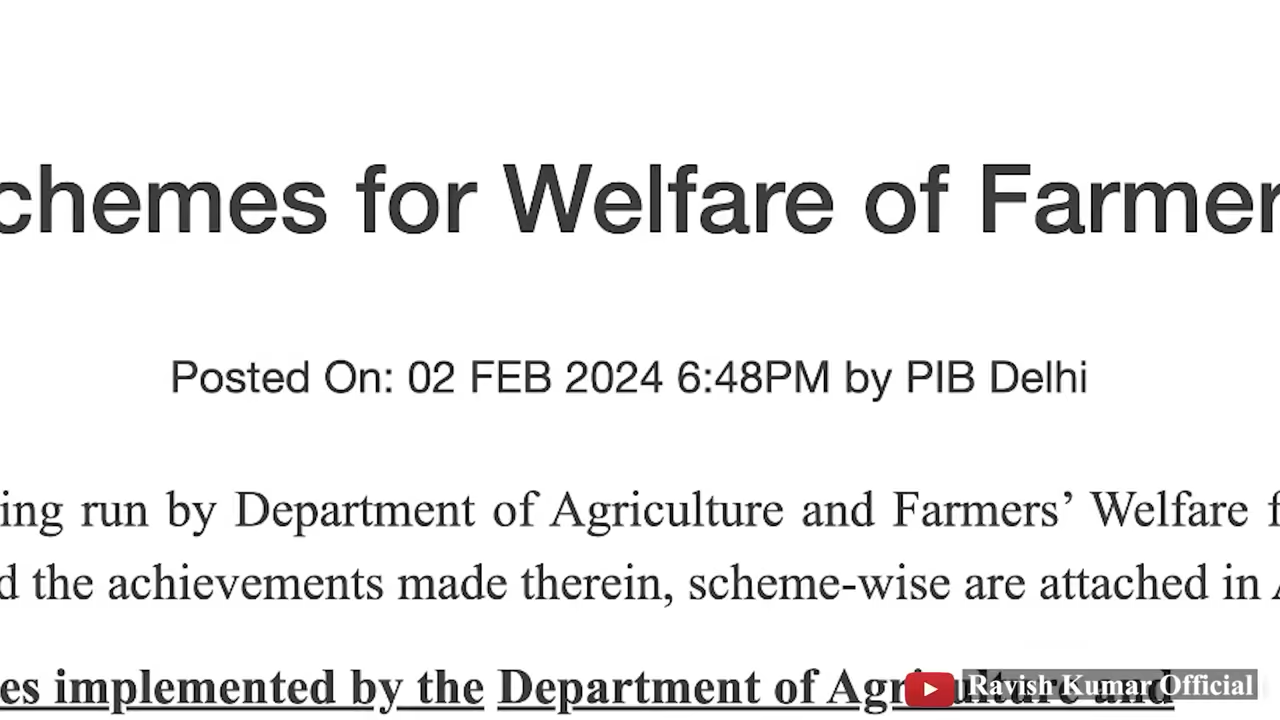 chemes for Welfare of Farmer
Posted On: 02 FEB 2024 6:48PM by PIB Delhi
ing run by Department of Agriculture and Farmers’ Welfare f
d the achievements made therein, scheme-wise are attached in
es implemented by the Department of Agriculture and
Ravish Kumar Official